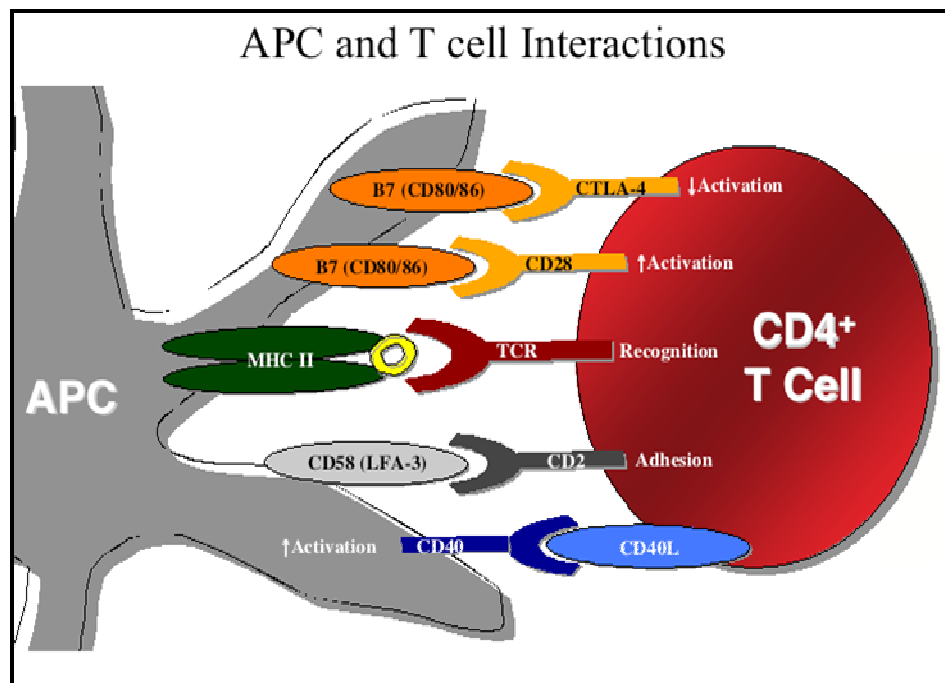 APC and T cell Interactions
B7 (CD80/86) CTLA-4 ↓Activation
B7 (CD80/86) CD28 ↑Activation
MHC II TCR Recognition
CD4⁺
T Cell
APC
CD58 (LFA-3) CD2 Adhesion
↑Activation CD40 CD40L